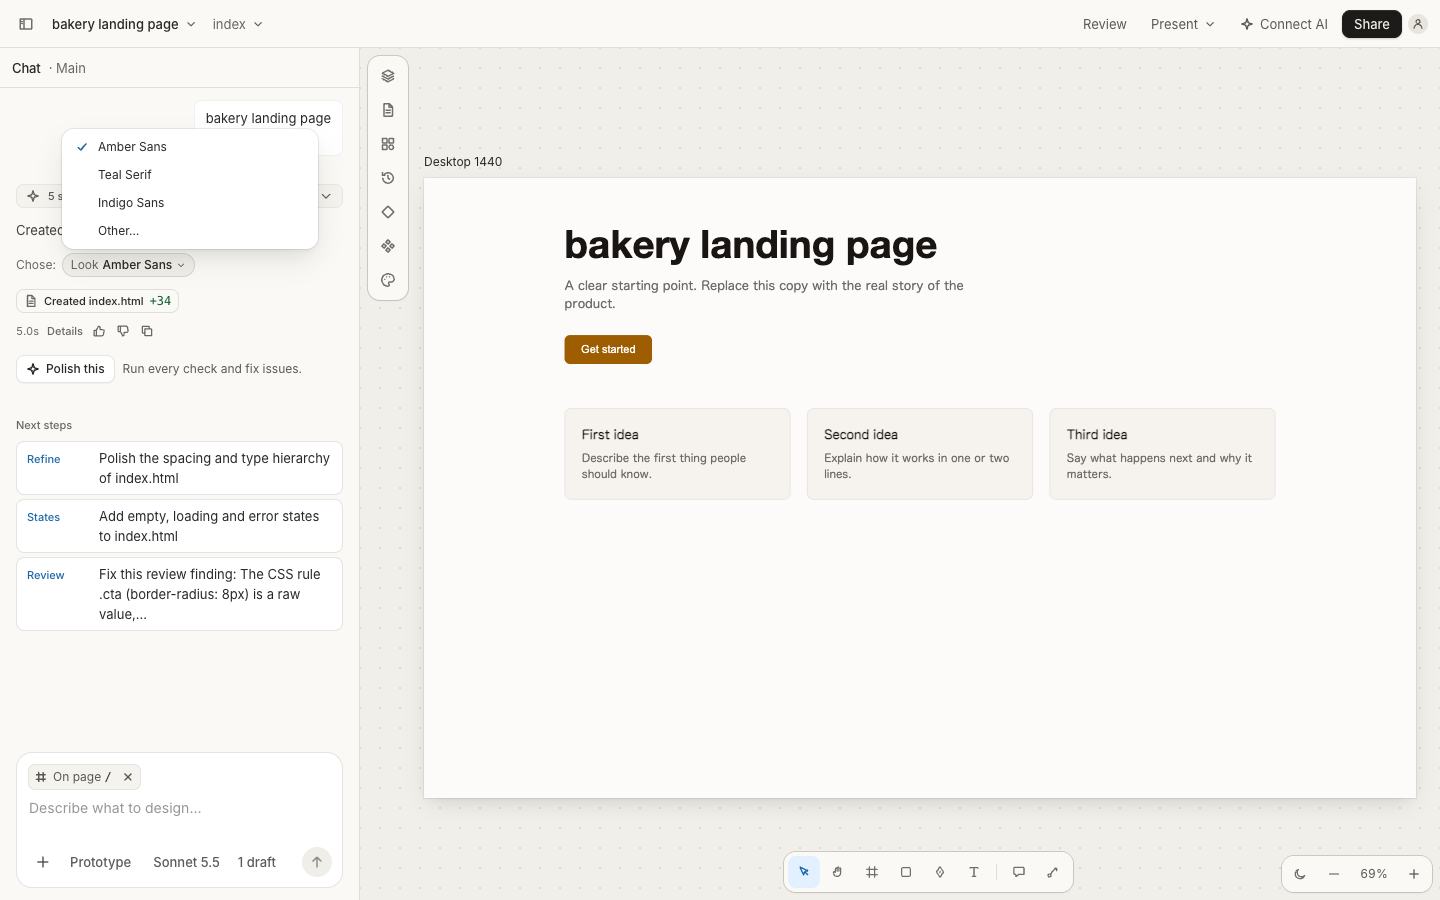 bakery landing page
index
Review
Present
Connect AI
Share
Chat · Main
bakery landing page
Amber Sans
Teal Serif
Indigo Sans
Other...
5 s
Created
Chose: Look Amber Sans
Created index.html +34
5.0s Details
Polish this Run every check and fix issues.
Next steps
Refine Polish the spacing and type hierarchy
of index.html
States Add empty, loading and error states
to index.html
Review Fix this review finding: The CSS rule
.cta (border-radius: 8px) is a raw
value,...
On page /
Describe what to design...
Prototype Sonnet 5.5 1 draft
Desktop 1440
bakery landing page
A clear starting point. Replace this copy with the real story of the
product.
Get started
First idea
Describe the first thing people
should know.
Second idea
Explain how it works in one or two
lines.
Third idea
Say what happens next and why it
matters.
69%